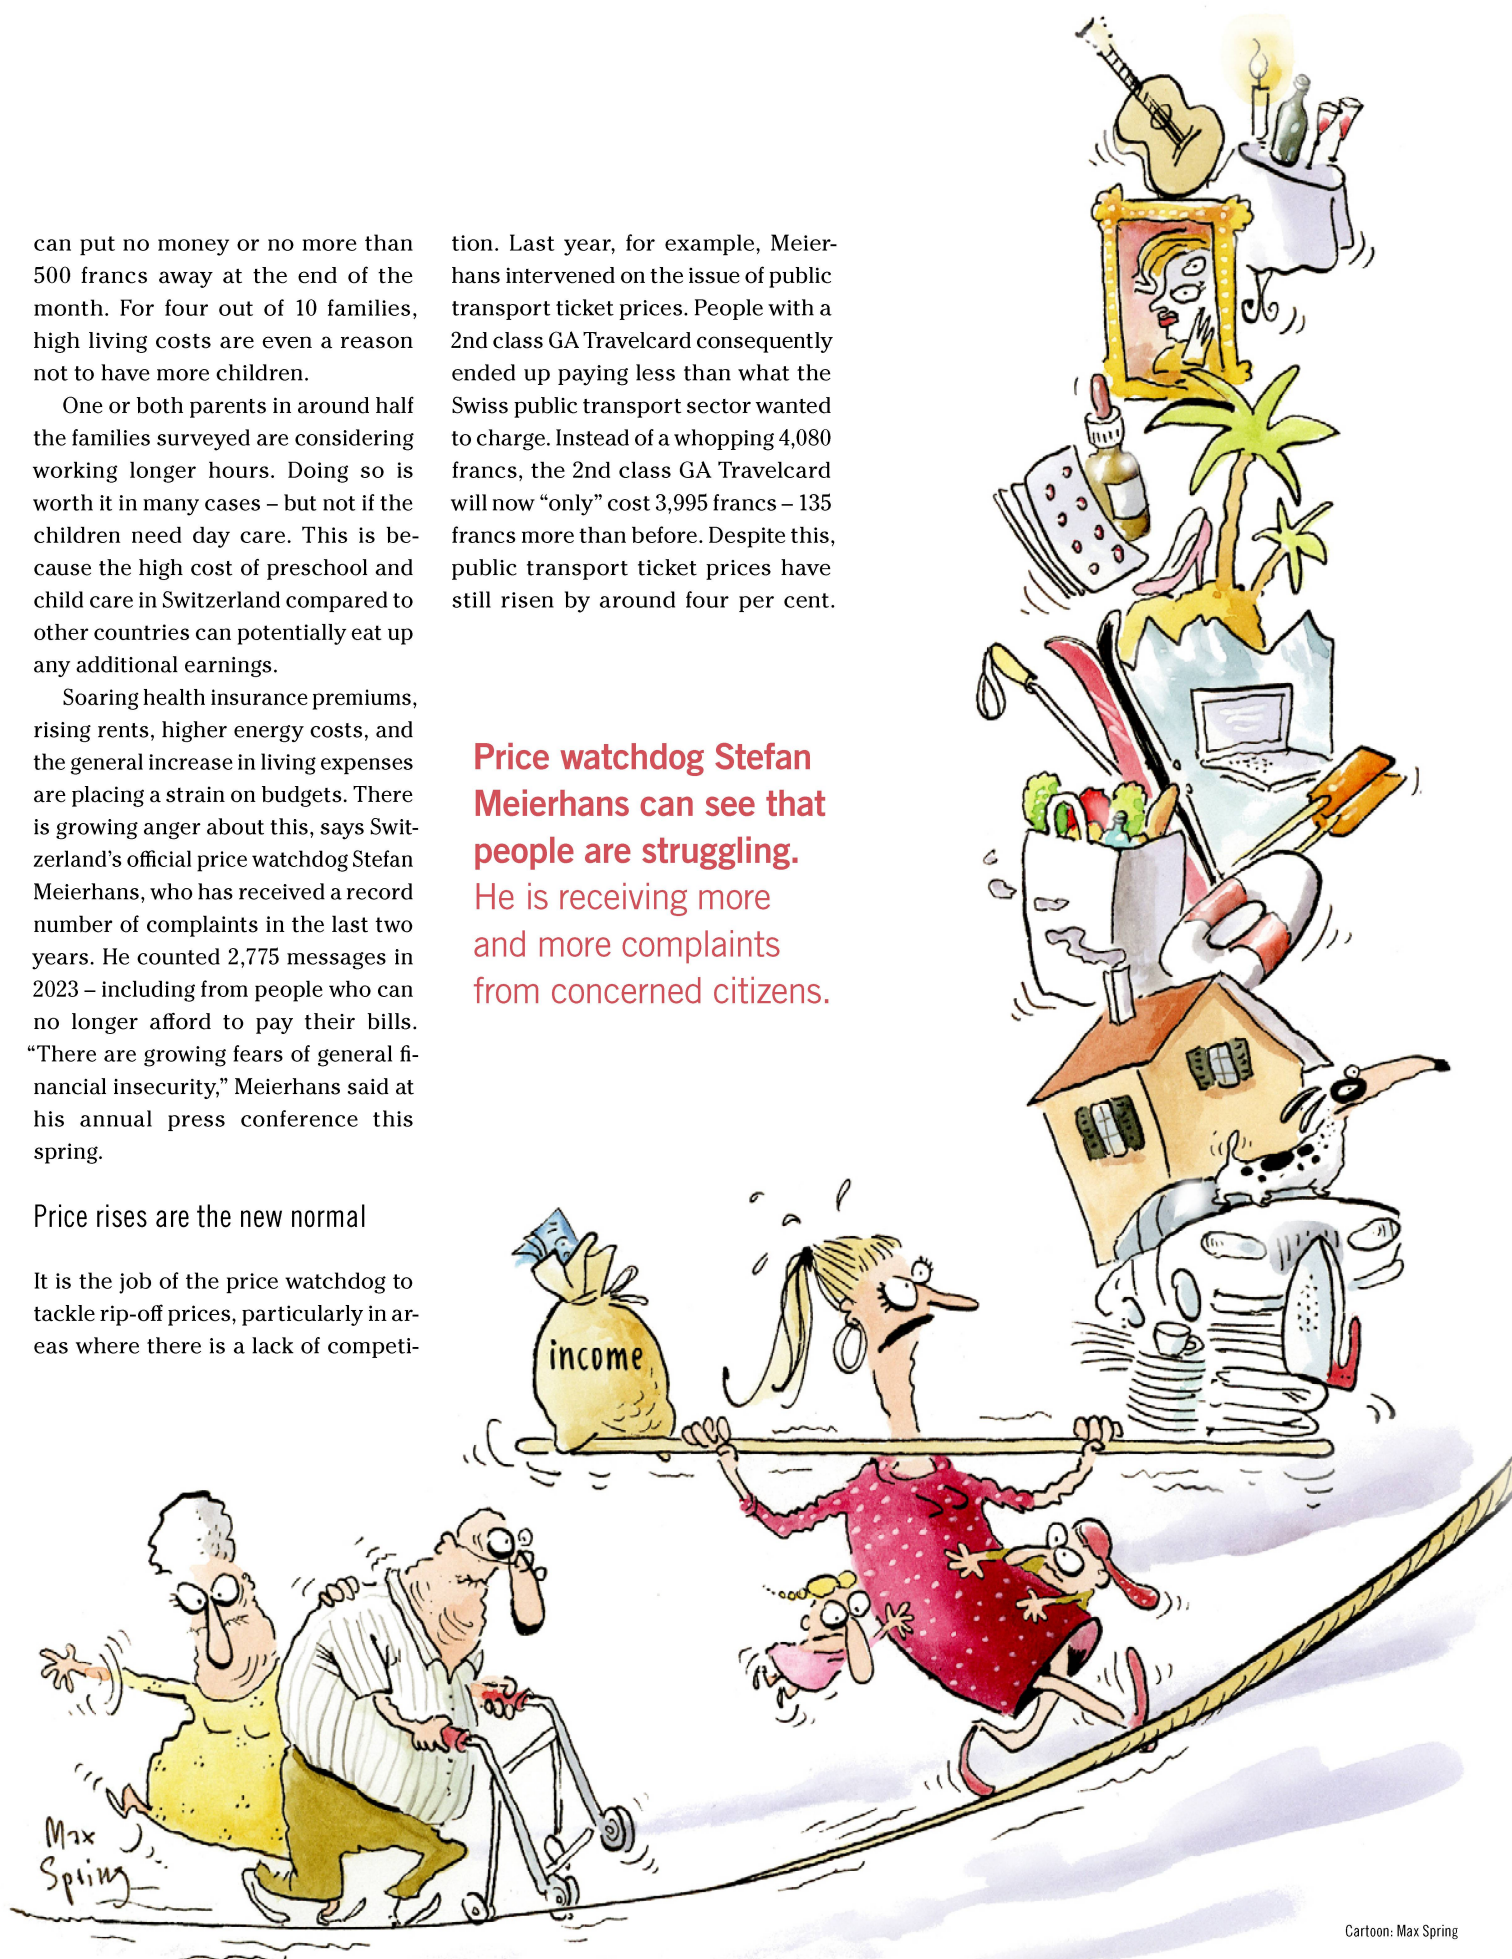 can put no money or no more than
500 francs away at the end of the
month. For four out of 10 families,
high living costs are even a reason
not to have more children.
One or both parents in around half
the families surveyed are considering
working longer hours. Doing so is
worth it in many cases – but not if the
children need day care. This is be-
cause the high cost of preschool and
child care in Switzerland compared to
other countries can potentially eat up
any additional earnings.
Soaring health insurance premiums,
rising rents, higher energy costs, and
the general increase in living expenses
are placing a strain on budgets. There
is growing anger about this, says Swit-
zerland’s official price watchdog Stefan
Meierhans, who has received a record
number of complaints in the last two
years. He counted 2,775 messages in
2023 – including from people who can
no longer afford to pay their bills.
“There are growing fears of general fi-
nancial insecurity,” Meierhans said at
his annual press conference this
spring.
Price rises are the new normal
It is the job of the price watchdog to
tackle rip-off prices, particularly in ar-
eas where there is a lack of competi-
tion. Last year, for example, Meier-
hans intervened on the issue of public
transport ticket prices. People with a
2nd class GA Travelcard consequently
ended up paying less than what the
Swiss public transport sector wanted
to charge. Instead of a whopping 4,080
francs, the 2nd class GA Travelcard
will now “only” cost 3,995 francs – 135
francs more than before. Despite this,
public transport ticket prices have
still risen by around four per cent.
Price watchdog Stefan
Meierhans can see that
people are struggling.
He is receiving more
and more complaints
from concerned citizens.
income
Max
Spring
Cartoon: Max Spring